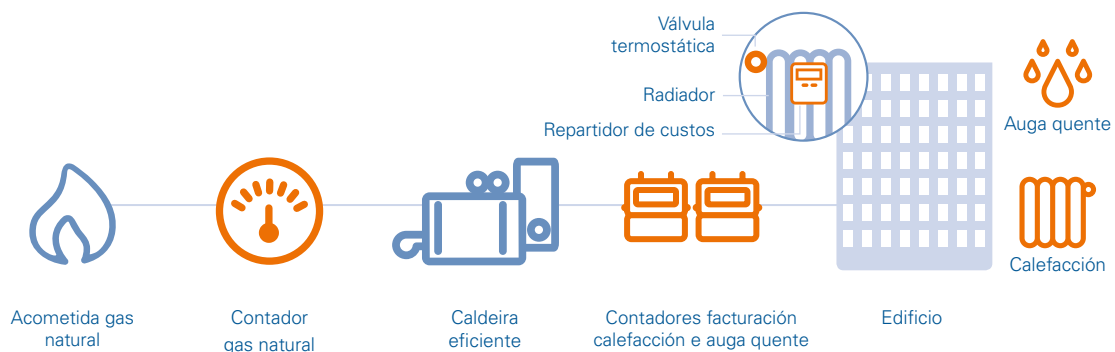 Válvula
termostática
Radiador
Repartidor de custos
Auga quente
Calefacción
Acometida gas
natural
Contador
gas natural
Caldeira
eficiente
Contadores facturación
calefacción e auga quente
Edificio